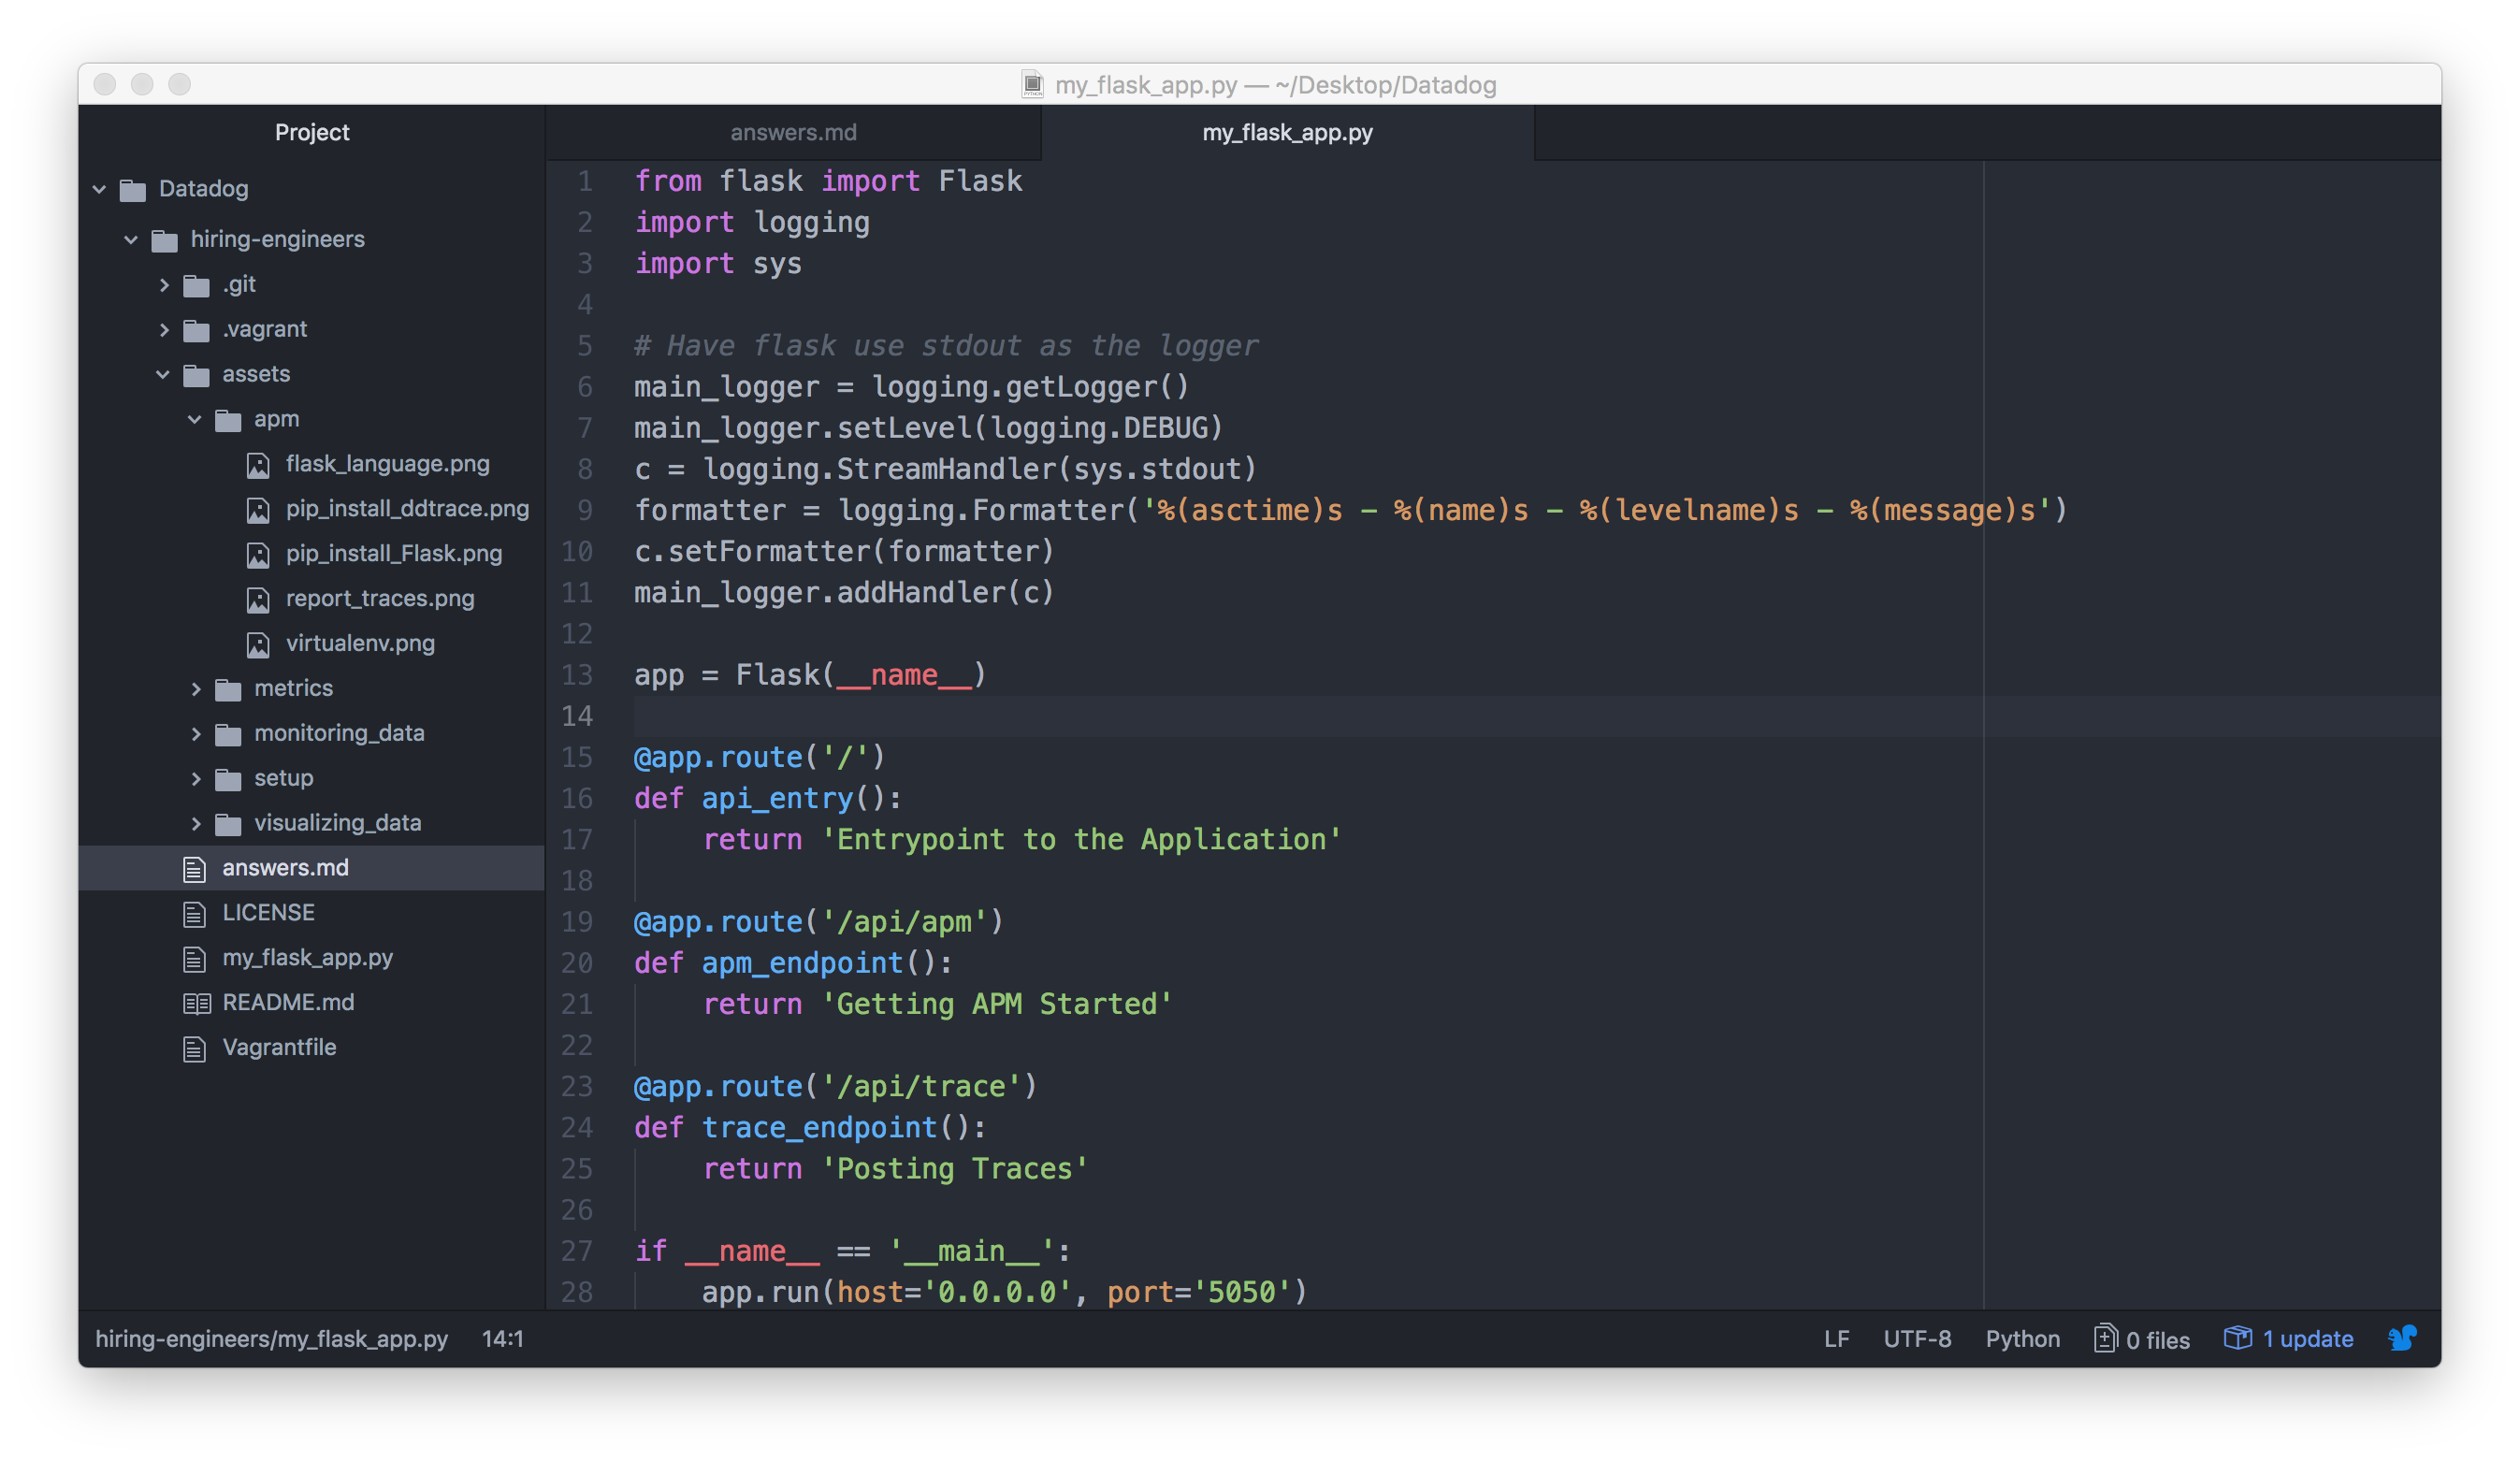 my_flask_app.py — ~/Desktop/Datadog
Project
Datadog
hiring-engineers
.git
.vagrant
assets
apm
flask_language.png
pip_install_ddtrace.png
pip_install_Flask.png
report_traces.png
virtualenv.png
metrics
monitoring_data
setup
visualizing_data
answers.md
LICENSE
my_flask_app.py
README.md
Vagrantfile
answers.md
my_flask_app.py
1 from flask import Flask
2 import logging
3 import sys
4
5 # Have flask use stdout as the logger
6 main_logger = logging.getLogger()
7 main_logger.setLevel(logging.DEBUG)
8 c = logging.StreamHandler(sys.stdout)
9 formatter = logging.Formatter('%(asctime)s - %(name)s - %(levelname)s - %(message)s')
10 c.setFormatter(formatter)
11 main_logger.addHandler(c)
12
13 app = Flask(__name__)
14
15 @app.route('/')
16 def api_entry():
17     return 'Entrypoint to the Application'
18
19 @app.route('/api/apm')
20 def apm_endpoint():
21     return 'Getting APM Started'
22
23 @app.route('/api/trace')
24 def trace_endpoint():
25     return 'Posting Traces'
26
27 if __name__ == '__main__':
28     app.run(host='0.0.0.0', port='5050')
hiring-engineers/my_flask_app.py 14:1 LF UTF-8 Python 0 files 1 update